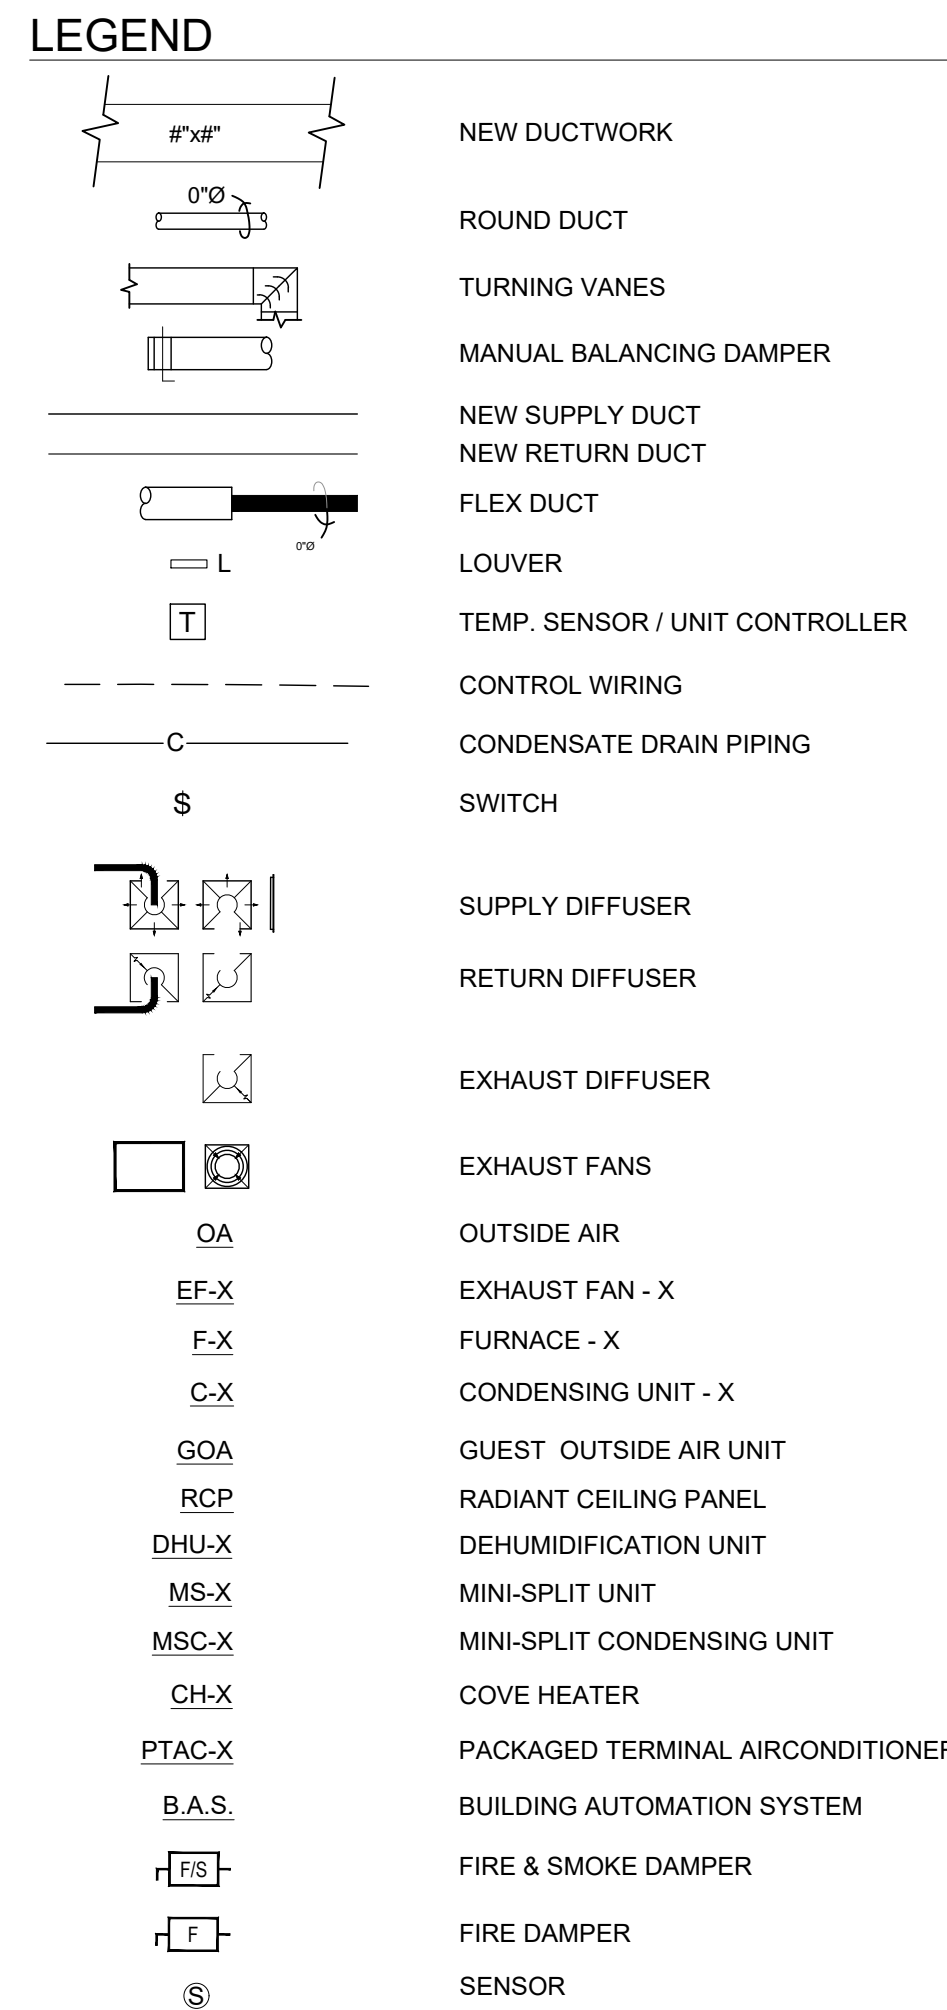 LEGEND
#"x#" NEW DUCTWORK
0"Ø ROUND DUCT
TURNING VANES
MANUAL BALANCING DAMPER
NEW SUPPLY DUCT
NEW RETURN DUCT
FLEX DUCT
0"Ø
L LOUVER
T TEMP. SENSOR / UNIT CONTROLLER
CONTROL WIRING
C CONDENSATE DRAIN PIPING
$ SWITCH
SUPPLY DIFFUSER
RETURN DIFFUSER
EXHAUST DIFFUSER
EXHAUST FANS
OA OUTSIDE AIR
EF-X EXHAUST FAN - X
F-X FURNACE - X
C-X CONDENSING UNIT - X
GOA GUEST OUTSIDE AIR UNIT
RCP RADIANT CEILING PANEL
DHU-X DEHUMIDIFICATION UNIT
MS-X MINI-SPLIT UNIT
MSC-X MINI-SPLIT CONDENSING UNIT
CH-X COVE HEATER
PTAC-X PACKAGED TERMINAL AIRCONDITIONER
B.A.S. BUILDING AUTOMATION SYSTEM
F/S FIRE & SMOKE DAMPER
F FIRE DAMPER
S SENSOR